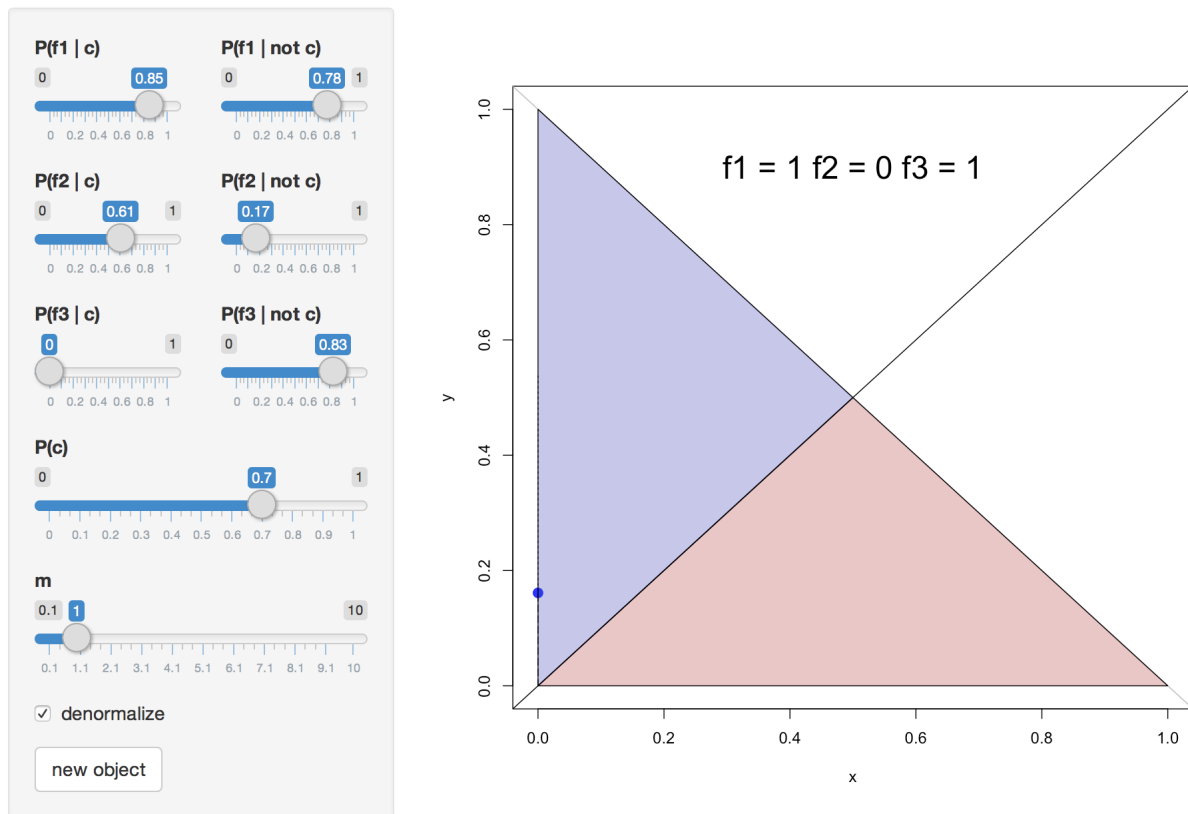 P(f1 | c) P(f1 | not c)
0 0.85 0 0.78 1
0 0.2 0.4 0.6 0.8 1 0 0.2 0.4 0.6 0.8 1
P(f2 | c) P(f2 | not c)
0 0.61 1 0 0.17 1
0 0.2 0.4 0.6 0.8 1 0 0.2 0.4 0.6 0.8 1
P(f3 | c) P(f3 | not c)
0 1 0 0.83 1
0 0.2 0.4 0.6 0.8 1 0 0.2 0.4 0.6 0.8 1
P(c)
0 0.7 1
0 0.1 0.2 0.3 0.4 0.5 0.6 0.7 0.8 0.9 1
m
0.1 1 10
0.1 1.1 2.1 3.1 4.1 5.1 6.1 7.1 8.1 9.1 10
denormalize
new object
f1 = 1 f2 = 0 f3 = 1
1.0
0.8
0.6
0.4
0.2
0.0
y
0.0 0.2 0.4 0.6 0.8 1.0
x